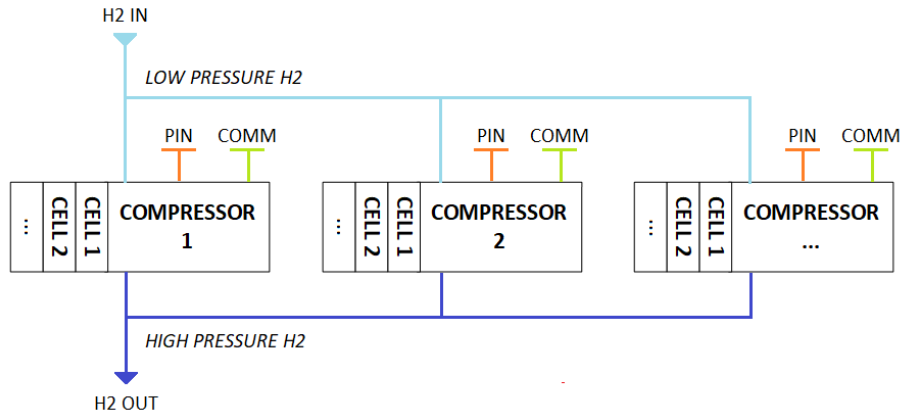 H2 IN
LOW PRESSURE H2
PIN COMM PIN COMM PIN COMM
... CELL 2 CELL 1 COMPRESSOR 1
... CELL 2 CELL 1 COMPRESSOR 2
... CELL 2 CELL 1 COMPRESSOR ...
HIGH PRESSURE H2
H2 OUT